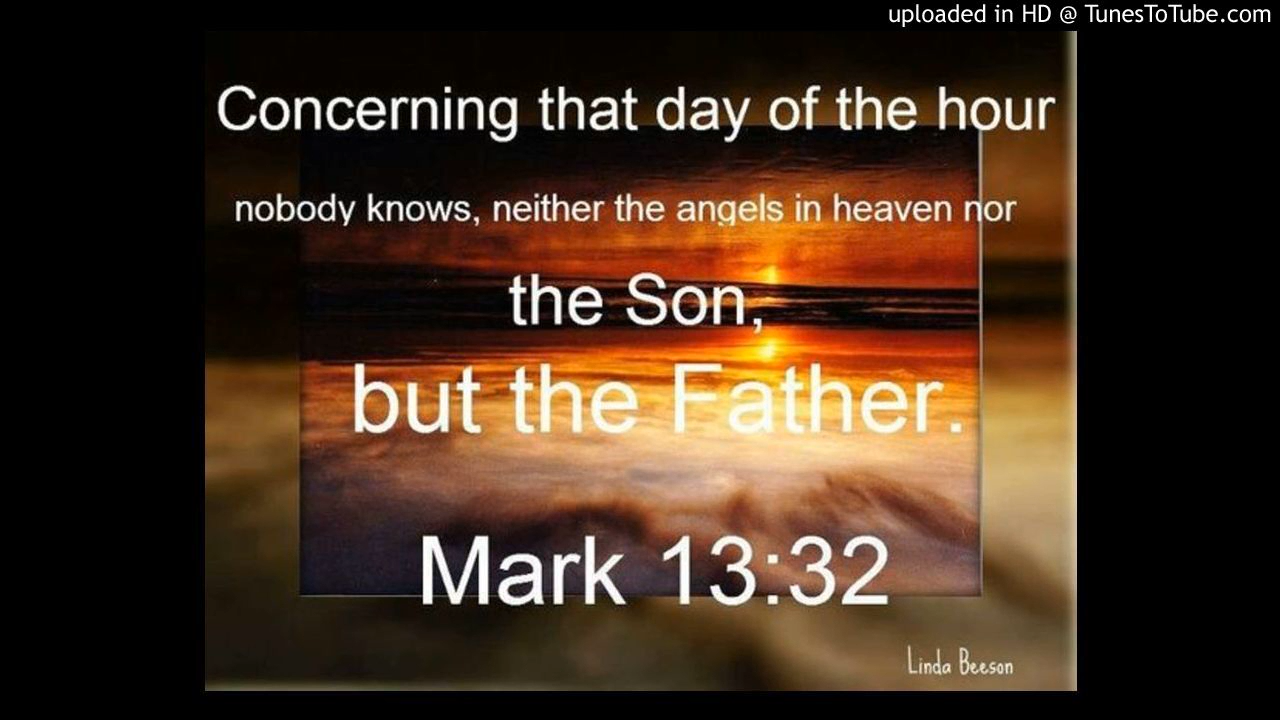 uploaded in HD @ TunesToTube.com
Concerning that day of the hour
nobody knows, neither the angels in heaven nor
the Son,
but the Father.
Mark 13:32
Linda Beeson